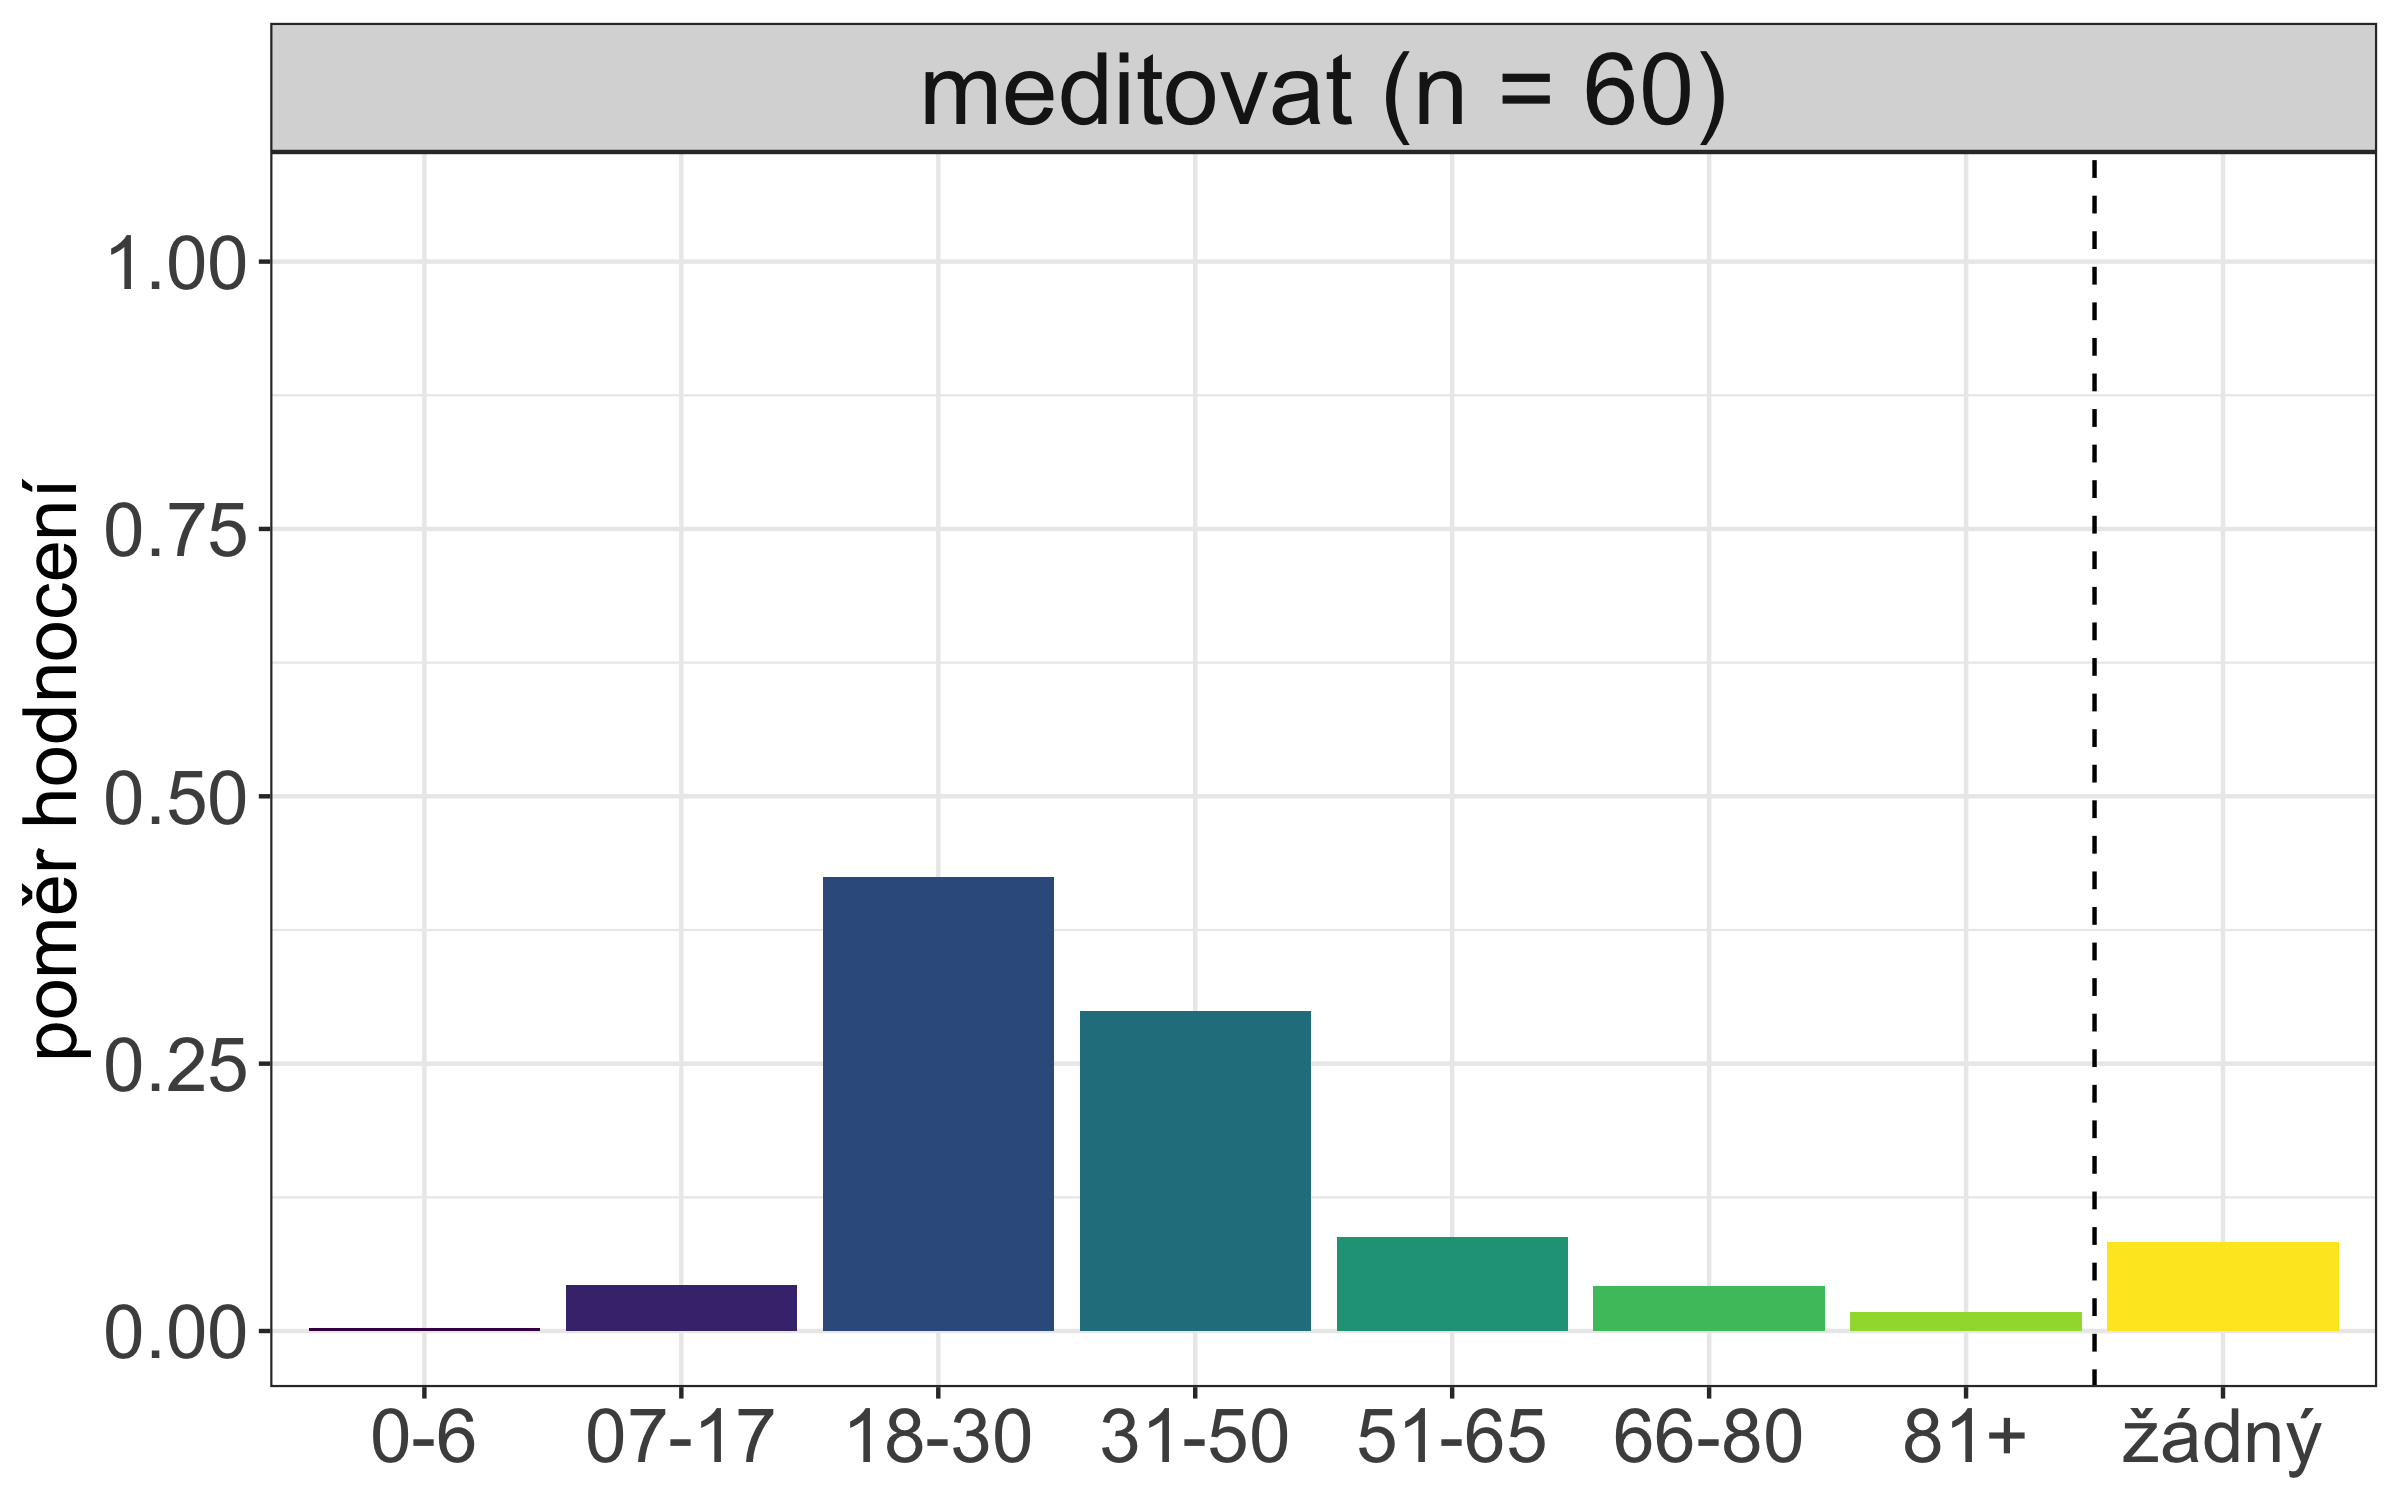 meditovat (n = 60)
poměr hodnocení
1.00
0.75
0.50
0.25
0.00
0-6 07-17 18-30 31-50 51-65 66-80 81+ žádný